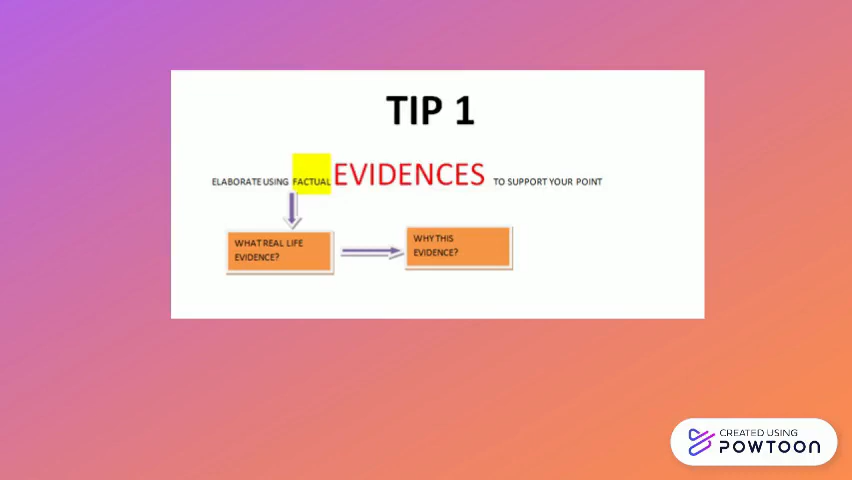 TIP 1
ELABORATE USING FACTUAL EVIDENCES TO SUPPORT YOUR POINT
WHAT REAL LIFE
EVIDENCE?
WHY THIS
EVIDENCE?
CREATED USING
POWTOON